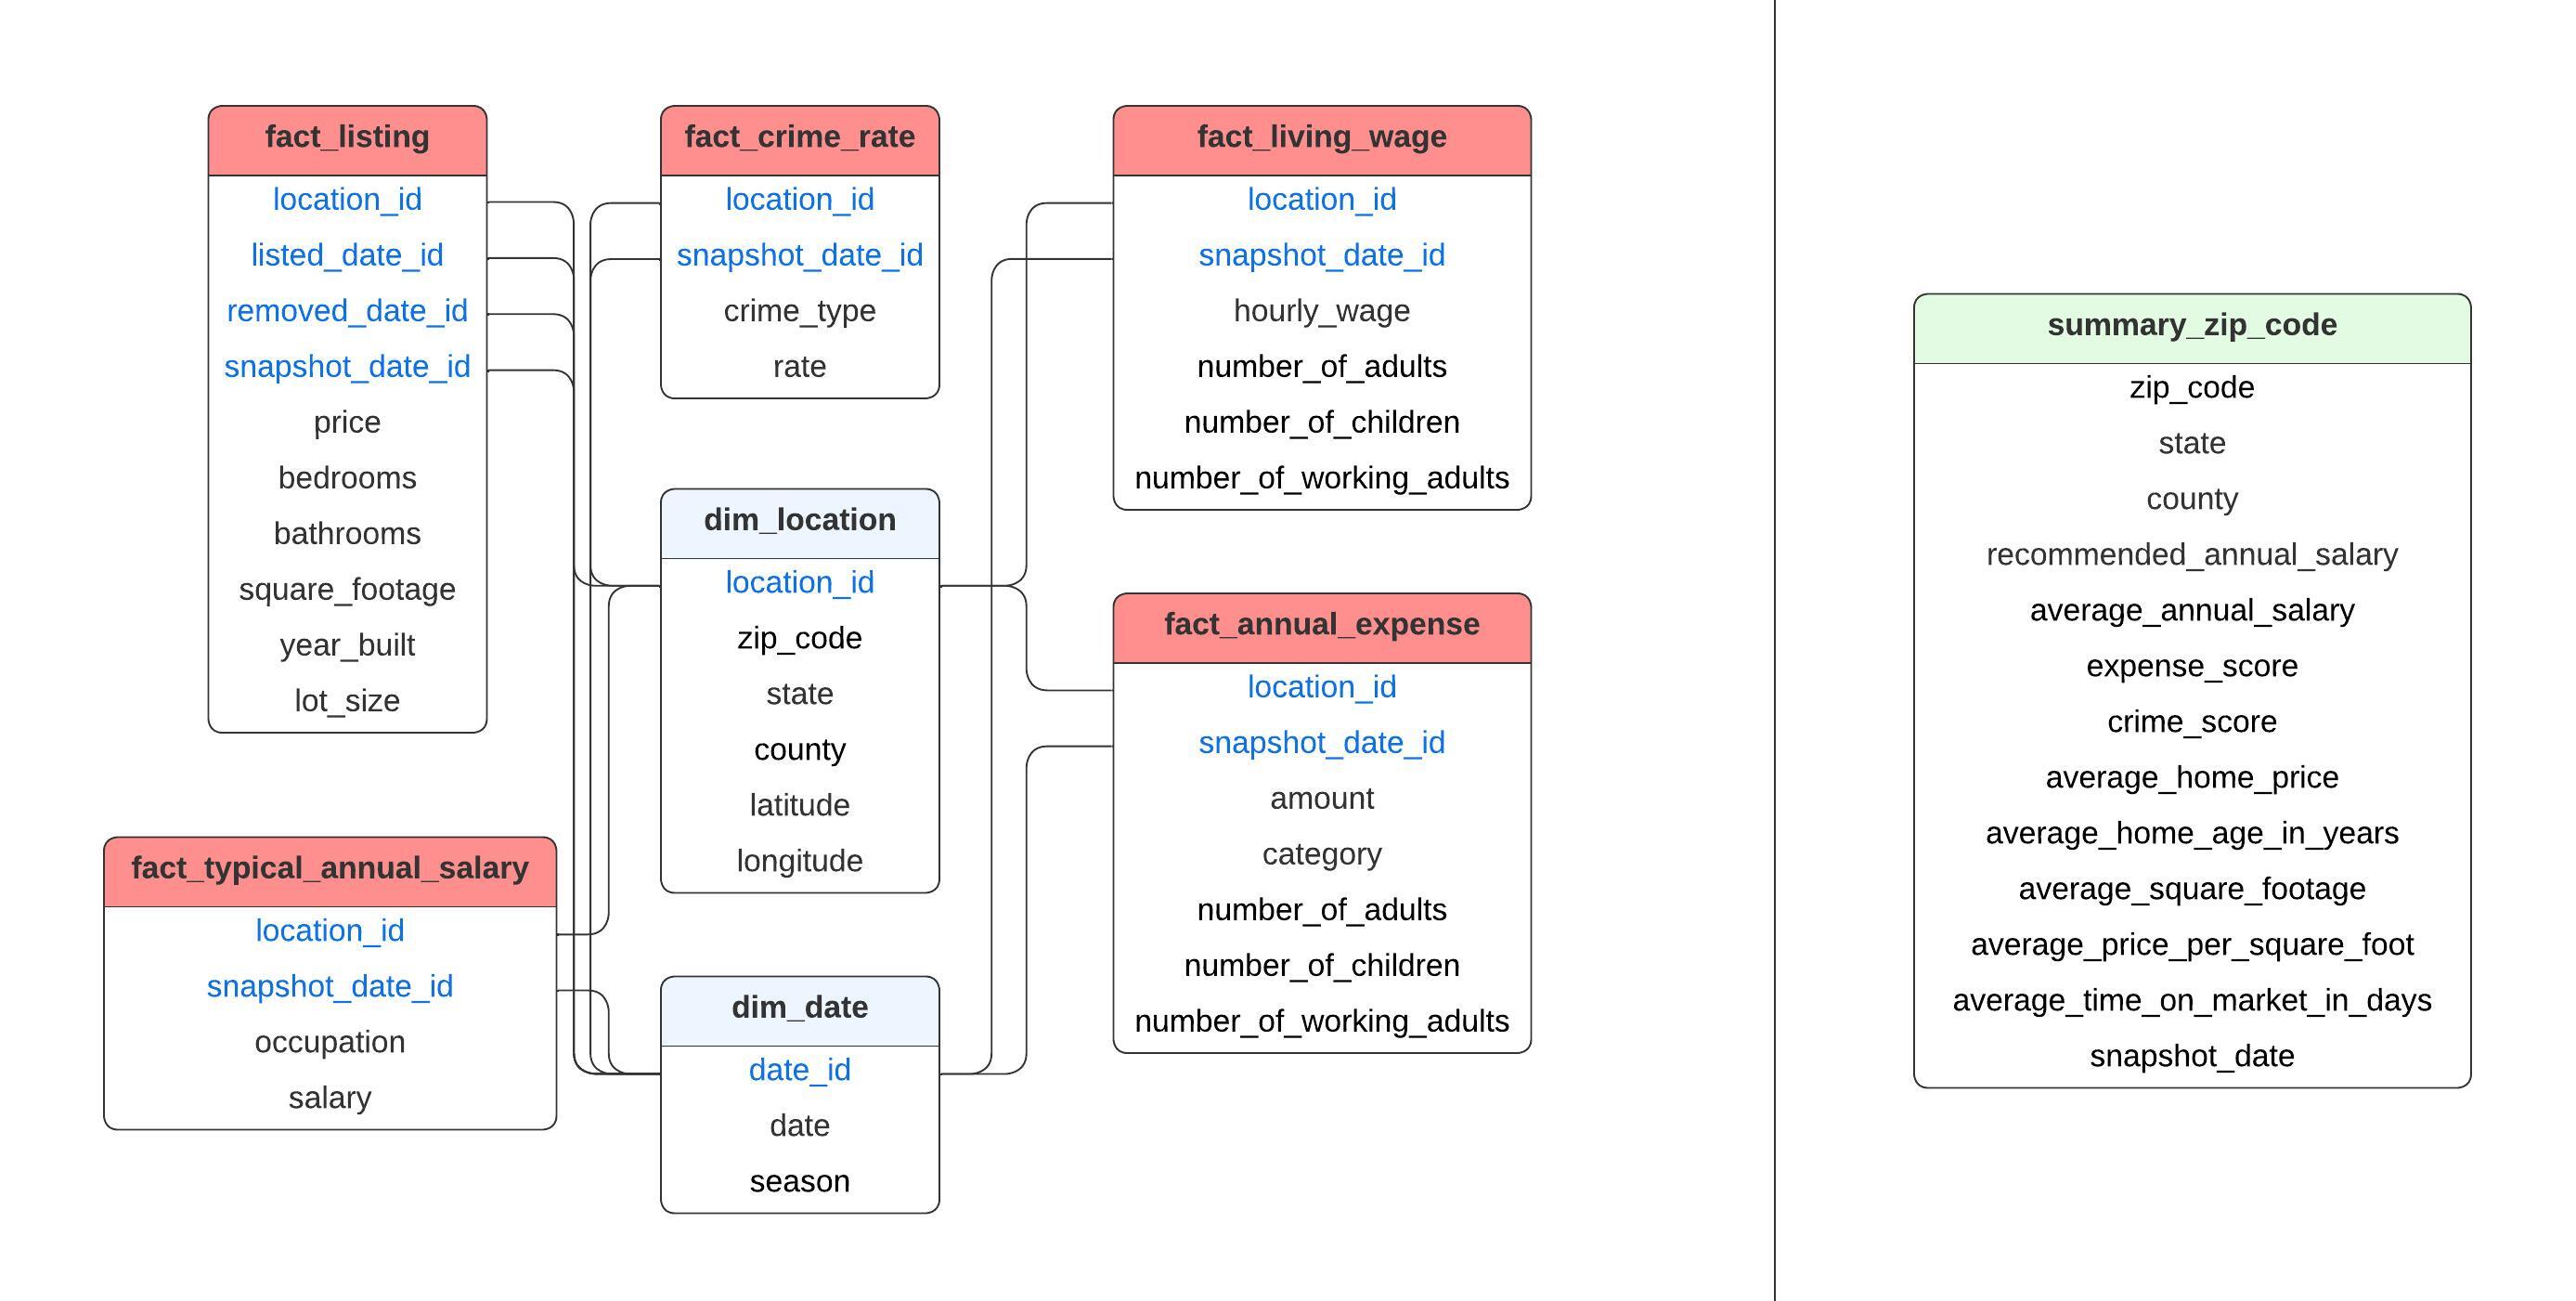 fact_listing
location_id
listed_date_id
removed_date_id
snapshot_date_id
price
bedrooms
bathrooms
square_footage
year_built
lot_size
fact_typical_annual_salary
location_id
snapshot_date_id
occupation
salary
fact_crime_rate
location_id
snapshot_date_id
crime_type
rate
dim_location
location_id
zip_code
state
county
latitude
longitude
dim_date
date_id
date
season
fact_living_wage
location_id
snapshot_date_id
hourly_wage
number_of_adults
number_of_children
number_of_working_adults
fact_annual_expense
location_id
snapshot_date_id
amount
category
number_of_adults
number_of_children
number_of_working_adults
summary_zip_code
zip_code
state
county
recommended_annual_salary
average_annual_salary
expense_score
crime_score
average_home_price
average_home_age_in_years
average_square_footage
average_price_per_square_foot
average_time_on_market_in_days
snapshot_date